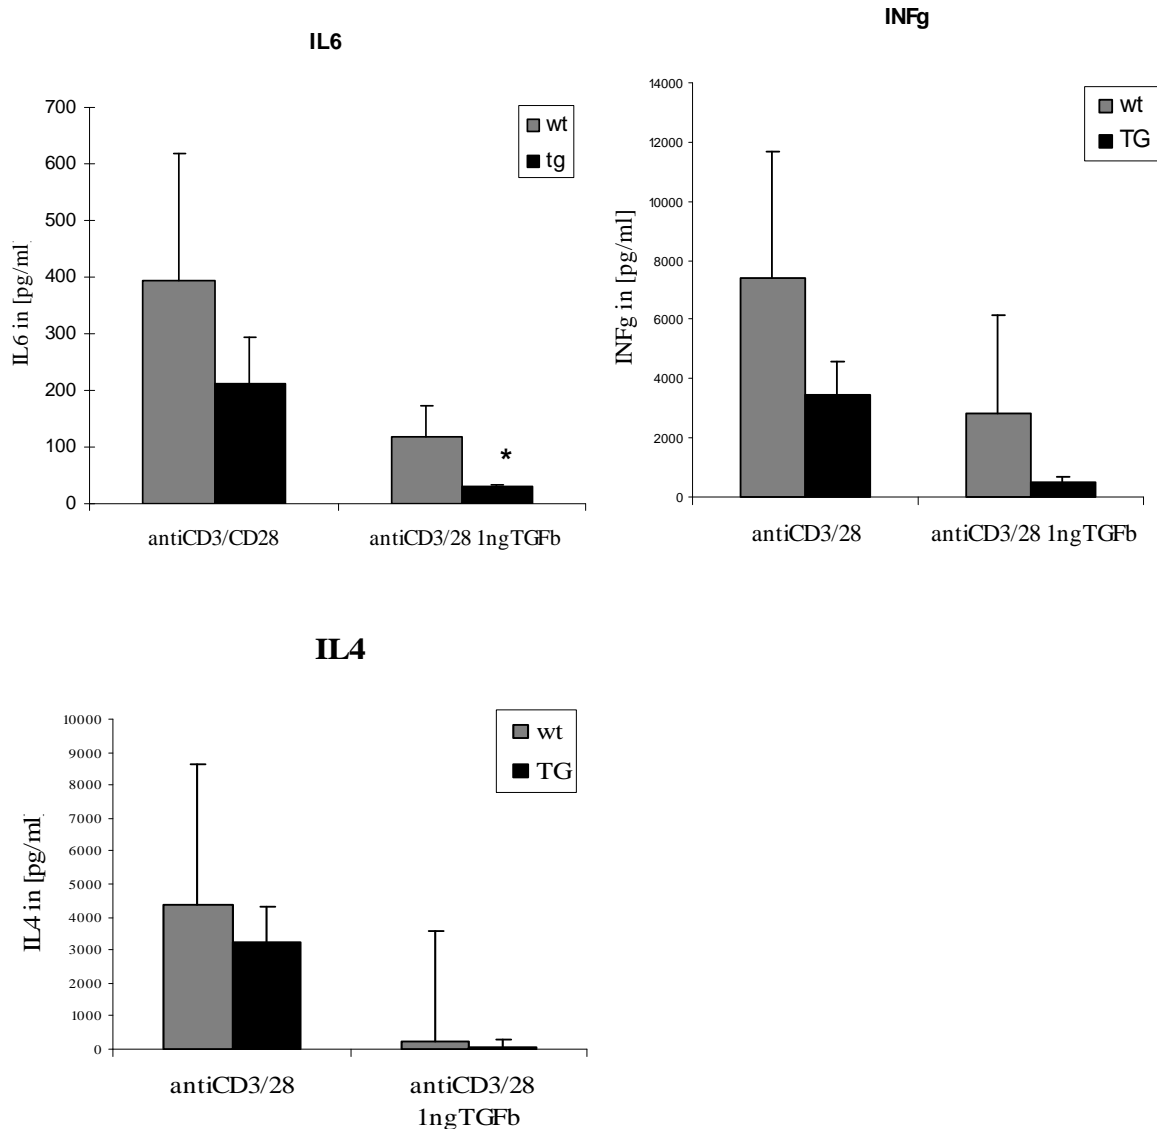 IL6
700
600
500
400
300
200
100
0
IL6 in [pg/ml]
wt
tg
*
antiCD3/CD28
antiCD3/28 1ngTGFb
INFg
14000
12000
10000
8000
6000
4000
2000
0
INFg in [pg/ml]
wt
TG
antiCD3/28
antiCD3/28 1ngTGFb
IL4
10000
9000
8000
7000
6000
5000
4000
3000
2000
1000
0
IL4 in [pg/ml]
wt
TG
antiCD3/28
antiCD3/28
1ngTGFb